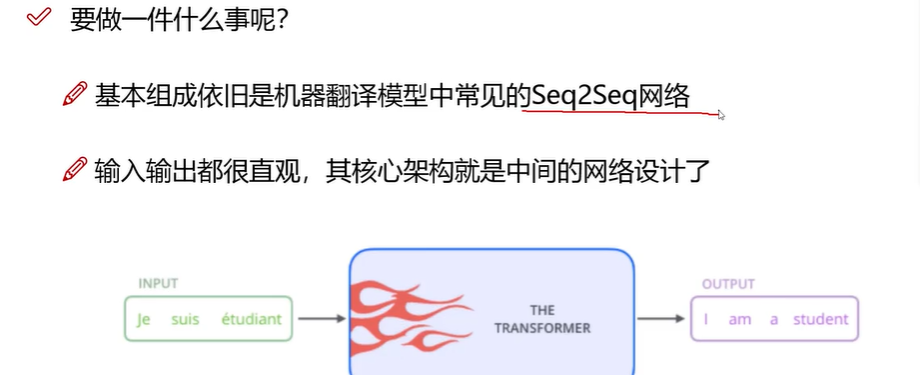 要做一件什么事呢？
基本组成依旧是机器翻译模型中常见的Seq2Seq网络
输入输出都很直观，其核心架构就是中间的网络设计了
INPUT
Je suis étudiant
THE
TRANSFORMER
OUTPUT
I am a student